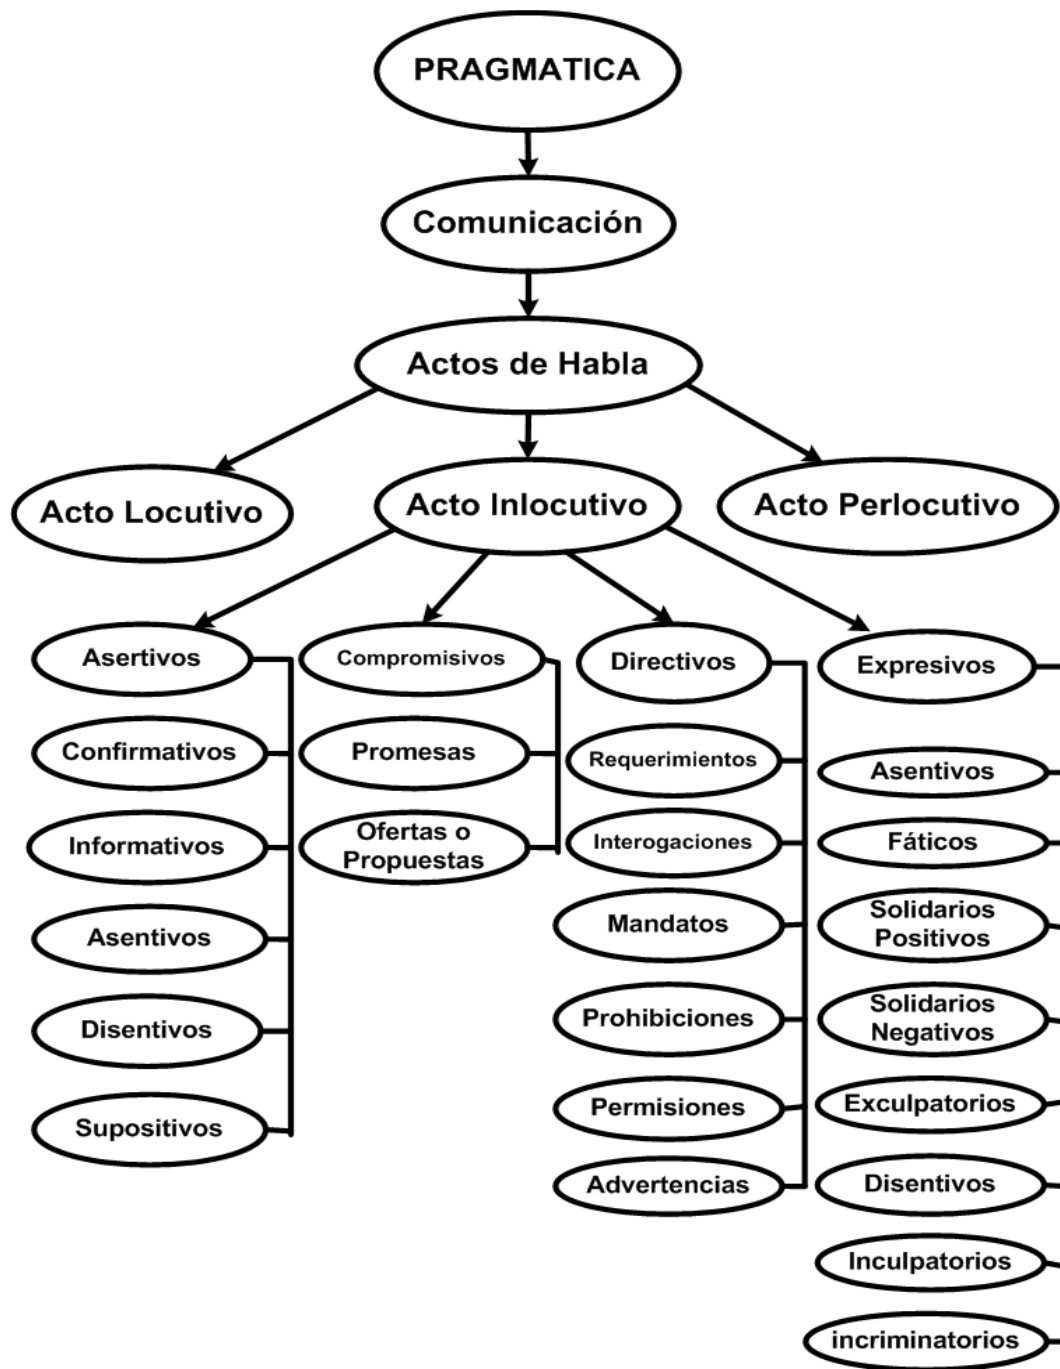 PRAGMATICA
Comunicación
Actos de Habla
Acto Locutivo
Acto Inlocutivo
Acto Perlocutivo
Asertivos
Confirmativos
Informativos
Asentivos
Disentivos
Supositivos
Compromisivos
Promesas
Ofertas o
Propuestas
Directivos
Requerimientos
Interogaciones
Mandatos
Prohibiciones
Permisiones
Advertencias
Expresivos
Asentivos
Fáticos
Solidarios
Positivos
Solidarios
Negativos
Exculpatorios
Disentivos
Inculpatorios
incriminatorios